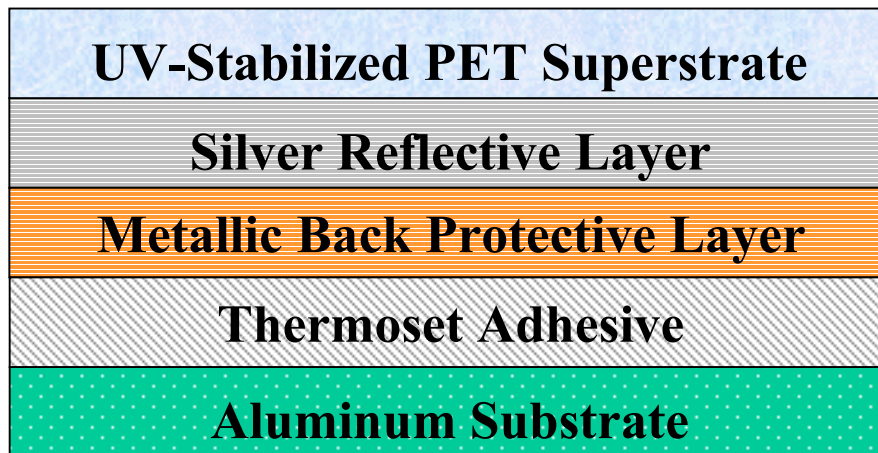 UV-Stabilized PET Superstrate
Silver Reflective Layer
Metallic Back Protective Layer
Thermoset Adhesive
Aluminum Substrate